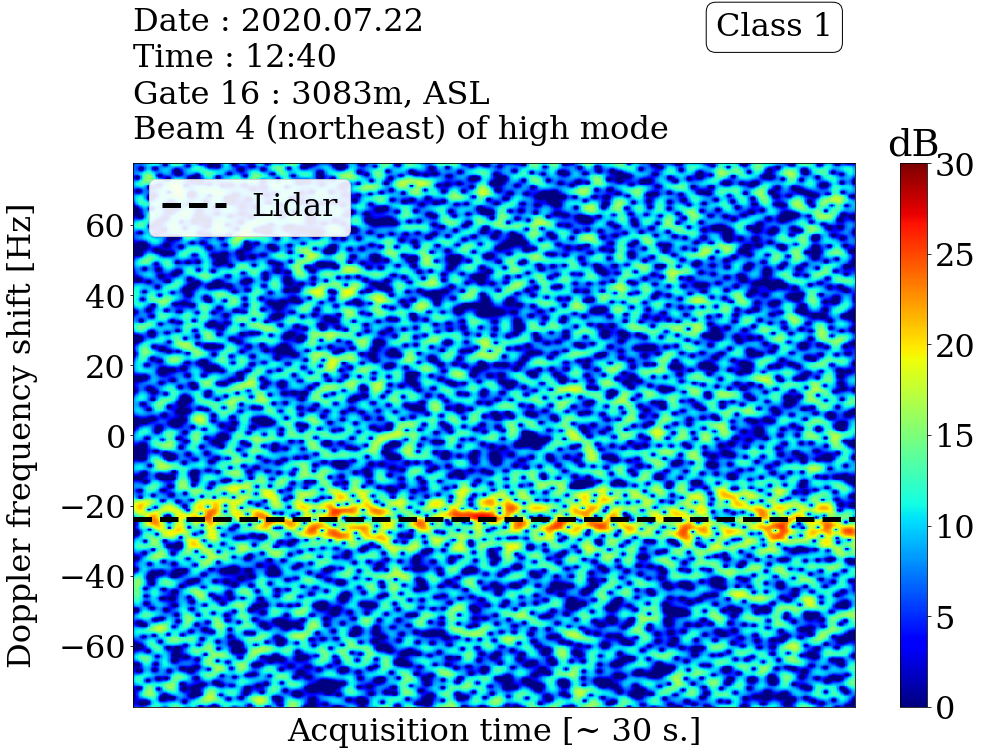 Date : 2020.07.22
Time : 12:40
Gate 16 : 3083m, ASL
Beam 4 (northeast) of high mode
Class 1
dB
Lidar
Doppler frequency shift [Hz]
60
40
20
0
−20
−40
−60
30
25
20
15
10
5
0
Acquisition time [~ 30 s.]